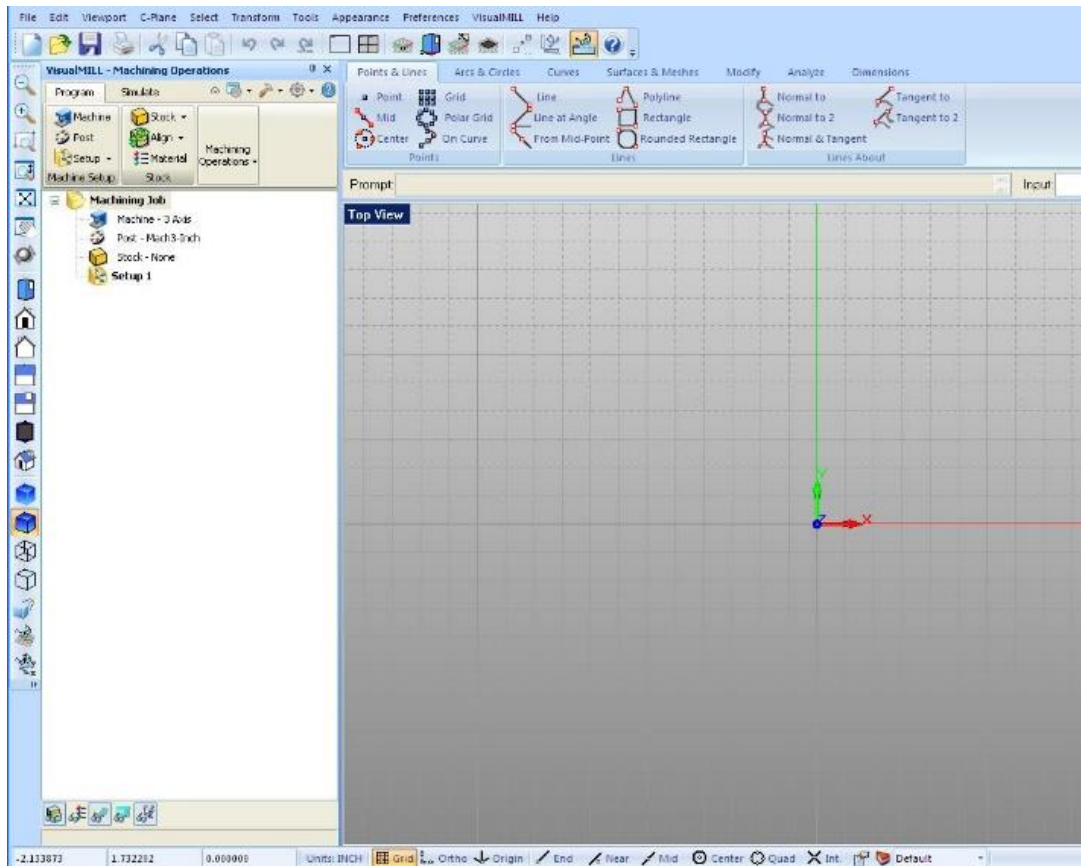 File Edit Viewport C-Plane Select Transform Tools Appearance Preferences VisualMILL Help
VisualMILL - Machining Operations
Program Simulate
Machine Stock
Post Align
Setup Material
Machining Operations
Machine Setup Stock
Machining Job
Machine - 3 Axis
Post - Mach3-Inch
Stock - None
Setup 1
Points & Lines Arcs & Circles Curves Surfaces & Meshes Modify Analyze Dimensions
Point Grid Line Polyline Normal to Tangent to
Mid Polar Grid Line at Angle Rectangle Normal to 2 Tangent to 2
Center On Curve From Mid-Point Rounded Rectangle Normal & Tangent
Points Lines Lines About
Prompt: Input:
Top View
Y
Z X
-2.133873 1.732202 0.000000 Units: INCH Grid Ortho Origin End Near Mid Center Quad Int. Default